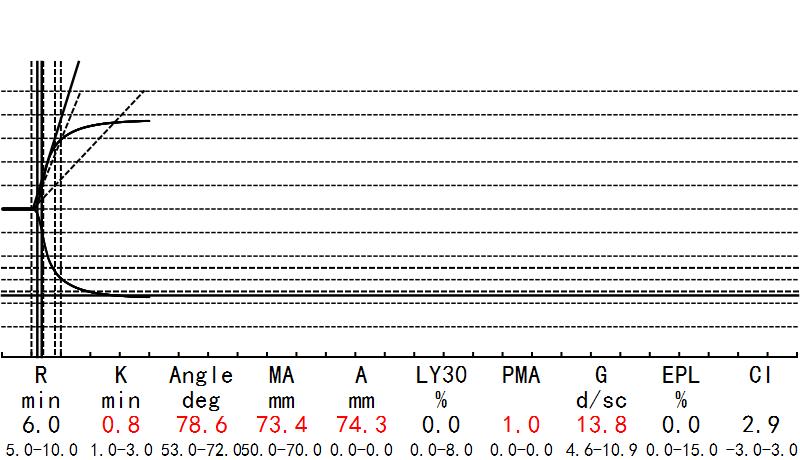 R K Angle MA A LY30 PMA G EPL CI
min min deg mm mm % d/sc %
6.0 0.8 78.6 73.4 74.3 0.0 1.0 13.8 0.0 2.9
5.0-10.0 1.0-3.0 53.0-72.0 50.0-70.0 0.0-0.0 0.0-8.0 0.0-0.0 4.6-10.9 0.0-15.0 -3.0-3.0